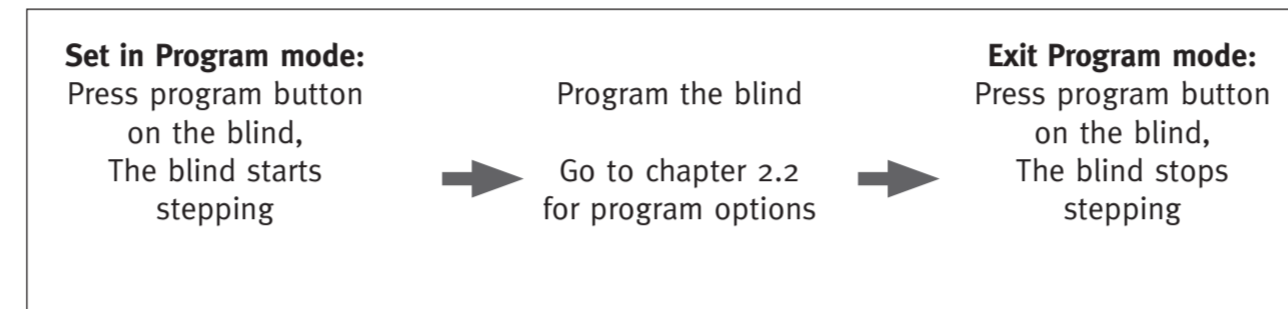 Set in Program mode:
Press program button
on the blind,
The blind starts
stepping
Program the blind
Go to chapter 2.2
for program options
Exit Program mode:
Press program button
on the blind,
The blind stops
stepping